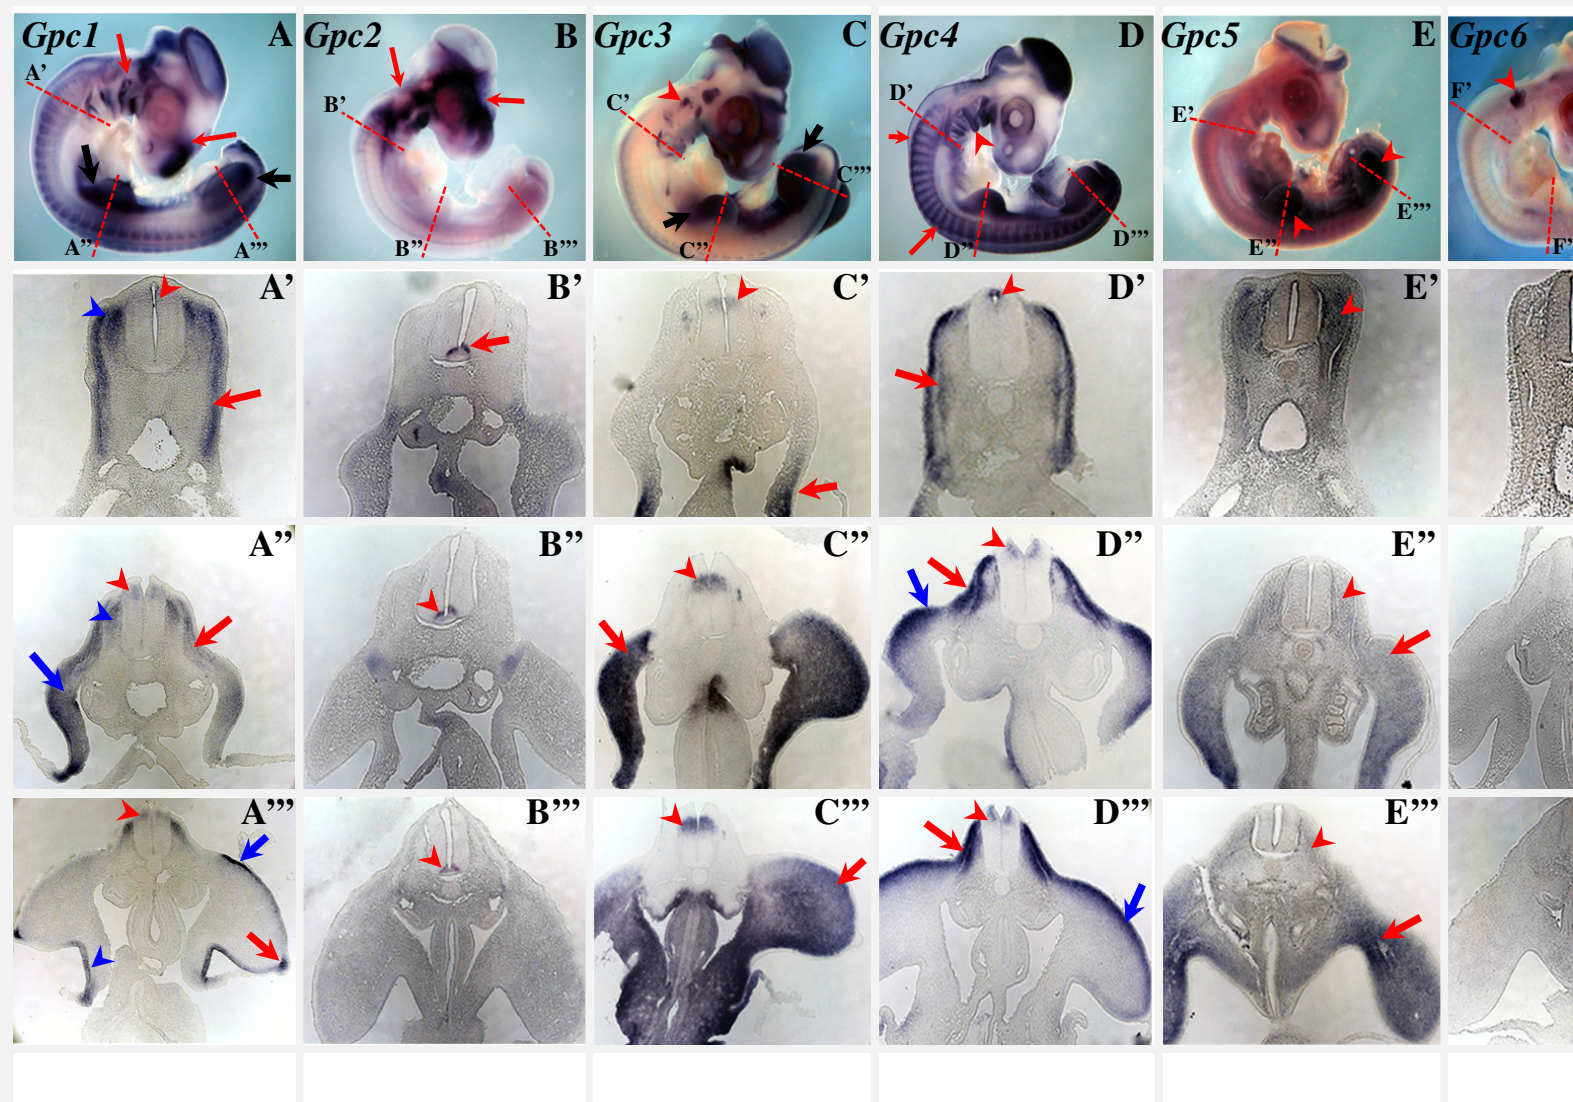 Gpc1 A Gpc2 B Gpc3 C Gpc4 D Gpc5 E Gpc6
A' B' C' D' E' F'
A'' A''' B'' B''' C'' C''' D'' D''' E'' E''' F'
A' B' C' D' E'
A'' B'' C'' D'' E''
A''' B''' C''' D''' E'''